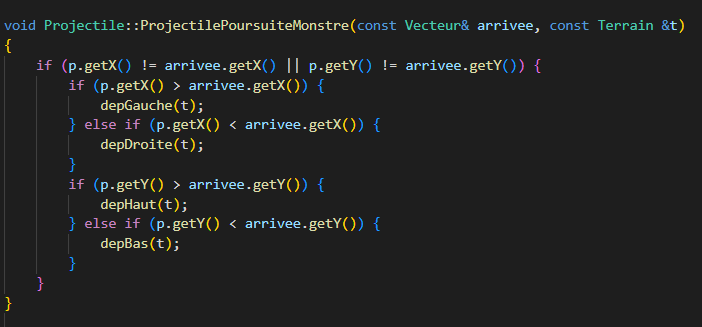 void Projectile::ProjectilePoursuiteMonstre(const Vecteur& arrivee, const Terrain &t)
{
    if (p.getX() != arrivee.getX() || p.getY() != arrivee.getY()) {
        if (p.getX() > arrivee.getX()) {
            depGauche(t);
        } else if (p.getX() < arrivee.getX()) {
            depDroite(t);
        }
        if (p.getY() > arrivee.getY()) {
            depHaut(t);
        } else if (p.getY() < arrivee.getY()) {
            depBas(t);
        }
    }
}